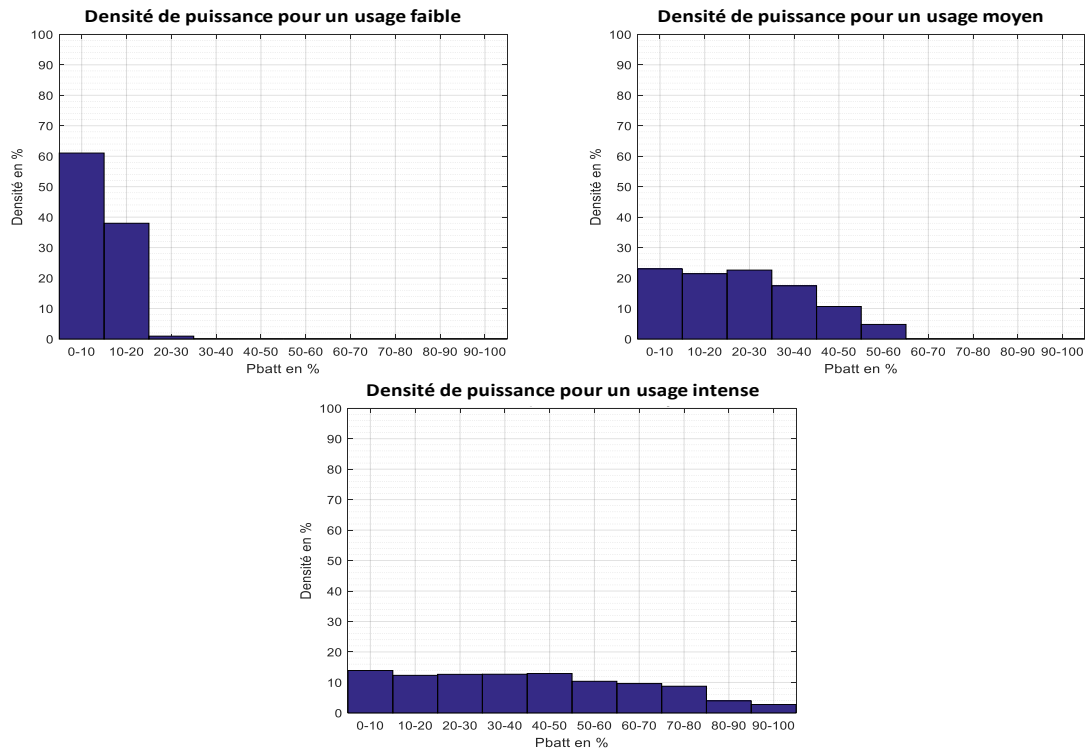 Densité de puissance pour un usage faible
100
90
80
70
60
50
40
30
20
10
0
Densité en %
0-10 10-20 20-30 30-40 40-50 50-60 60-70 70-80 80-90 90-100
Pbatt en %
Densité de puissance pour un usage moyen
100
90
80
70
60
50
40
30
20
10
0
Densité en %
0-10 10-20 20-30 30-40 40-50 50-60 60-70 70-80 80-90 90-100
Pbatt en %
Densité de puissance pour un usage intense
100
90
80
70
60
50
40
30
20
10
0
Densité en %
0-10 10-20 20-30 30-40 40-50 50-60 60-70 70-80 80-90 90-100
Pbatt en %